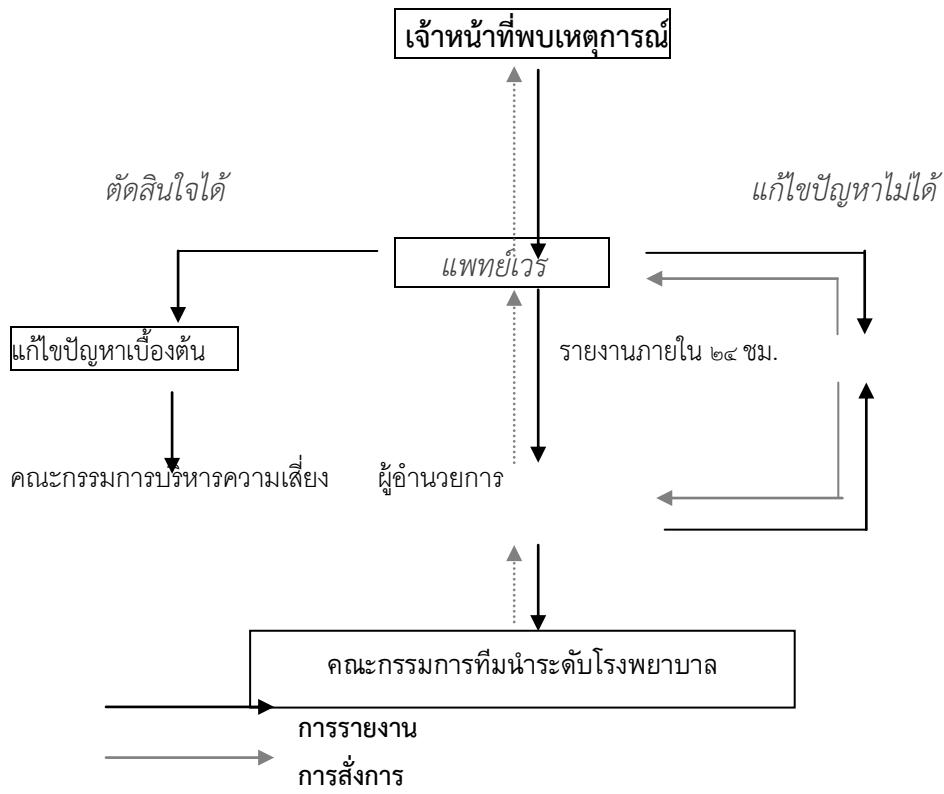 เจ้าหน้าที่พบเหตุการณ์
ตัดสินใจได้
แก้ไขปัญหาไม่ได้
แพทย์เวร
แก้ไขปัญหาเบื้องต้น
รายงานภายใน ๒๔ ชม.
คณะกรรมการบริหารความเสี่ยง
ผู้อำนวยการ
คณะกรรมการทีมนำระดับโรงพยาบาล
การรายงาน
การสั่งการ